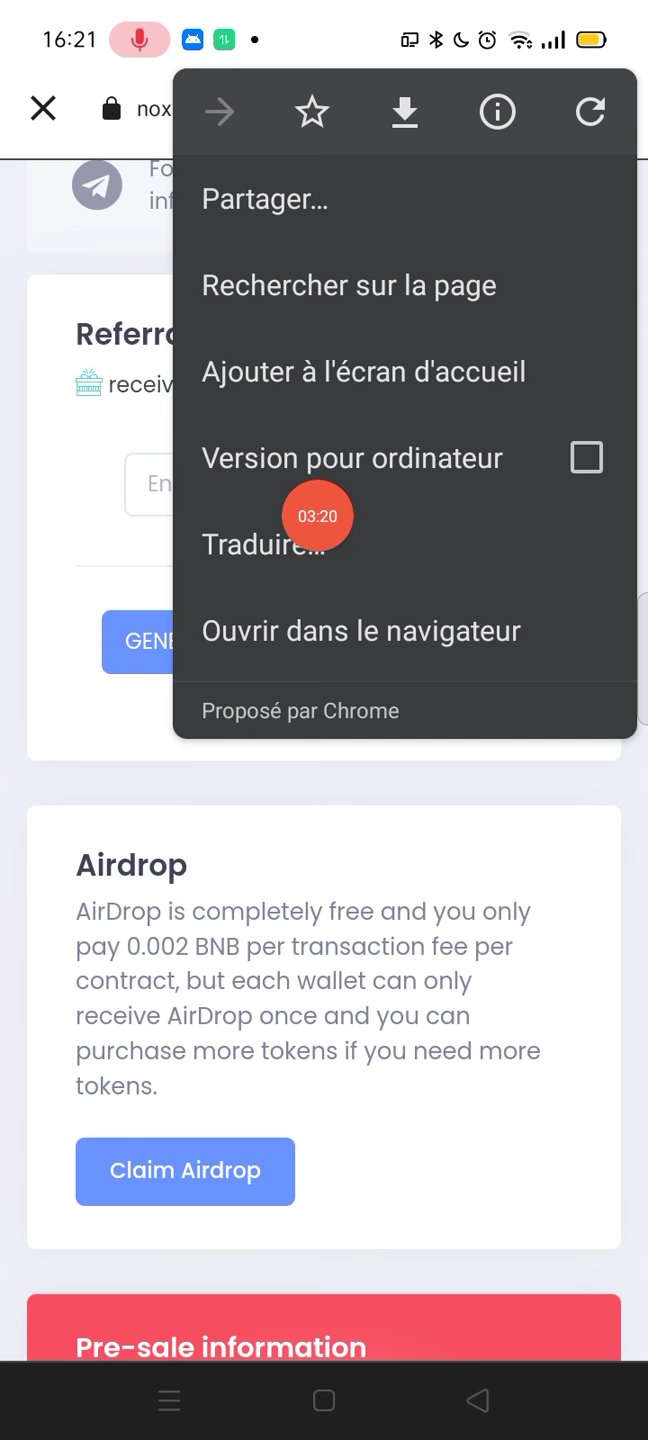 16:21
nox
Fo
inf
Partager…
Rechercher sur la page
Ajouter à l'écran d'accueil
Version pour ordinateur
03:20
Traduire…
Ouvrir dans le navigateur
Proposé par Chrome
Referra
receiv
En
GENE
Airdrop
AirDrop is completely free and you only
pay 0.002 BNB per transaction fee per
contract, but each wallet can only
receive AirDrop once and you can
purchase more tokens if you need more
tokens.
Claim Airdrop
Pre-sale information